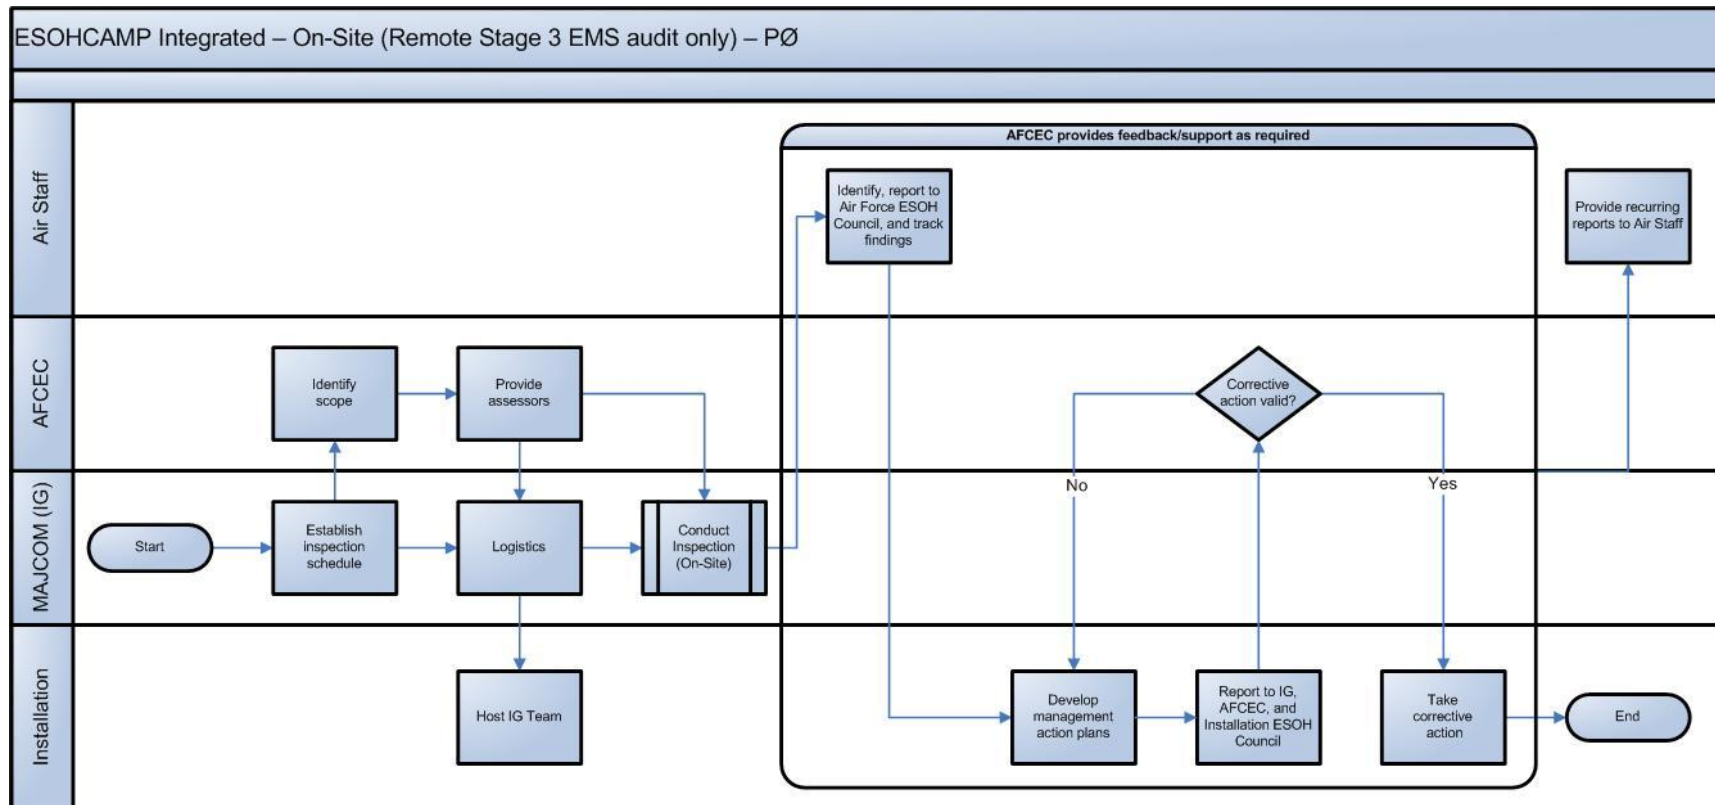 ESOHCAMP Integrated – On-Site (Remote Stage 3 EMS audit only) – PØ
Air Staff
AFCEC provides feedback/support as required
Identify, report to
Air Force ESOH
Council, and track
findings
Provide recurring
reports to Air Staff
AFCEC
Identify
scope
Provide
assessors
Corrective
action valid?
No
Yes
MAJCOM (IG)
Start
Establish
inspection
schedule
Logistics
Conduct
Inspection
(On-Site)
Installation
Host IG Team
Develop
management
action plans
Report to IG,
AFCEC, and
Installation ESOH
Council
Take
corrective
action
End